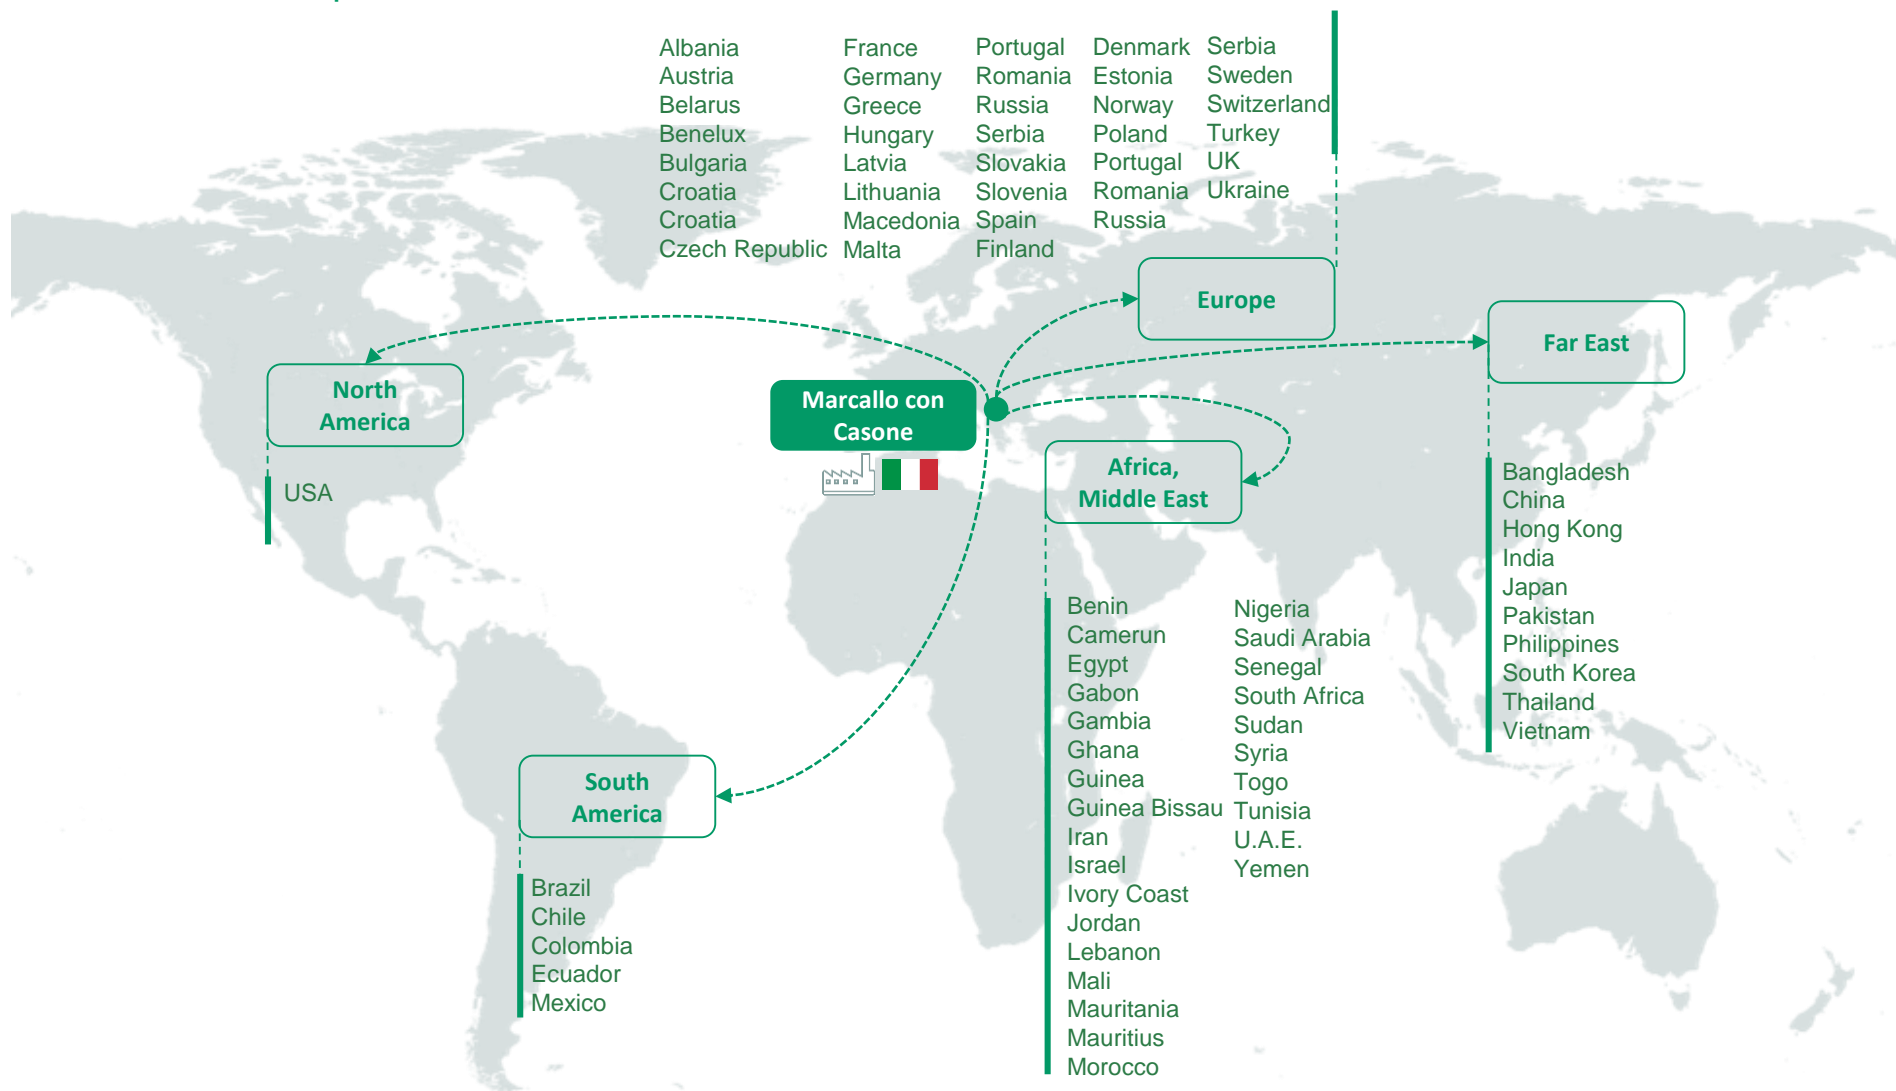 Albania
Austria
Belarus
Benelux
Bulgaria
Croatia
Croatia
Czech Republic
France
Germany
Greece
Hungary
Latvia
Lithuania
Macedonia
Malta
Portugal
Romania
Russia
Serbia
Slovakia
Slovenia
Spain
Finland
Denmark
Estonia
Norway
Poland
Portugal
Romania
Russia
Serbia
Sweden
Switzerland
Turkey
UK
Ukraine
Europe
Far East
North
America
Marcallo con
Casone
Africa,
Middle East
USA
Bangladesh
China
Hong Kong
India
Japan
Pakistan
Philippines
South Korea
Thailand
Vietnam
Benin
Camerun
Egypt
Gabon
Gambia
Ghana
Guinea
Guinea Bissau
Iran
Israel
Ivory Coast
Jordan
Lebanon
Mali
Mauritania
Mauritius
Morocco
Nigeria
Saudi Arabia
Senegal
South Africa
Sudan
Syria
Togo
Tunisia
U.A.E.
Yemen
South
America
Brazil
Chile
Colombia
Ecuador
Mexico